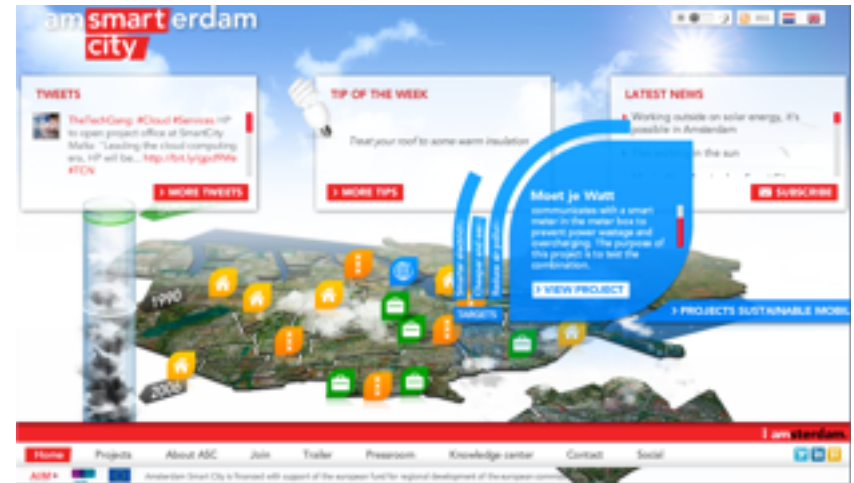 am smart erdam
city
TWEETS
TheTechGang: #Cloud #Services HP
to open project office at SmartCity
Malta: "Leading the cloud computing
era, HP will be...
#TCN
> MORE TWEETS
TIP OF THE WEEK
Treat your roof to some warm insulation
> MORE TIPS
LATEST NEWS
Working outside on solar energy, it's
possible in Amsterdam
in the sun
SUBSCRIBE
Moet je Watt
communicates with a smart
meter in the meter box to
prevent power wastage and
overcharging. The purpose of
this project is to test the
combination.
> VIEW PROJECT
TARGETS
> PROJECTS SUSTAINABLE MOBIL
1990
2006
I amsterdam.
Home Projects About ASC Join Trailer Pressroom Knowledge center Contact Social
Amsterdam Smart City is financed with support of the european fund for regional development of the european comm